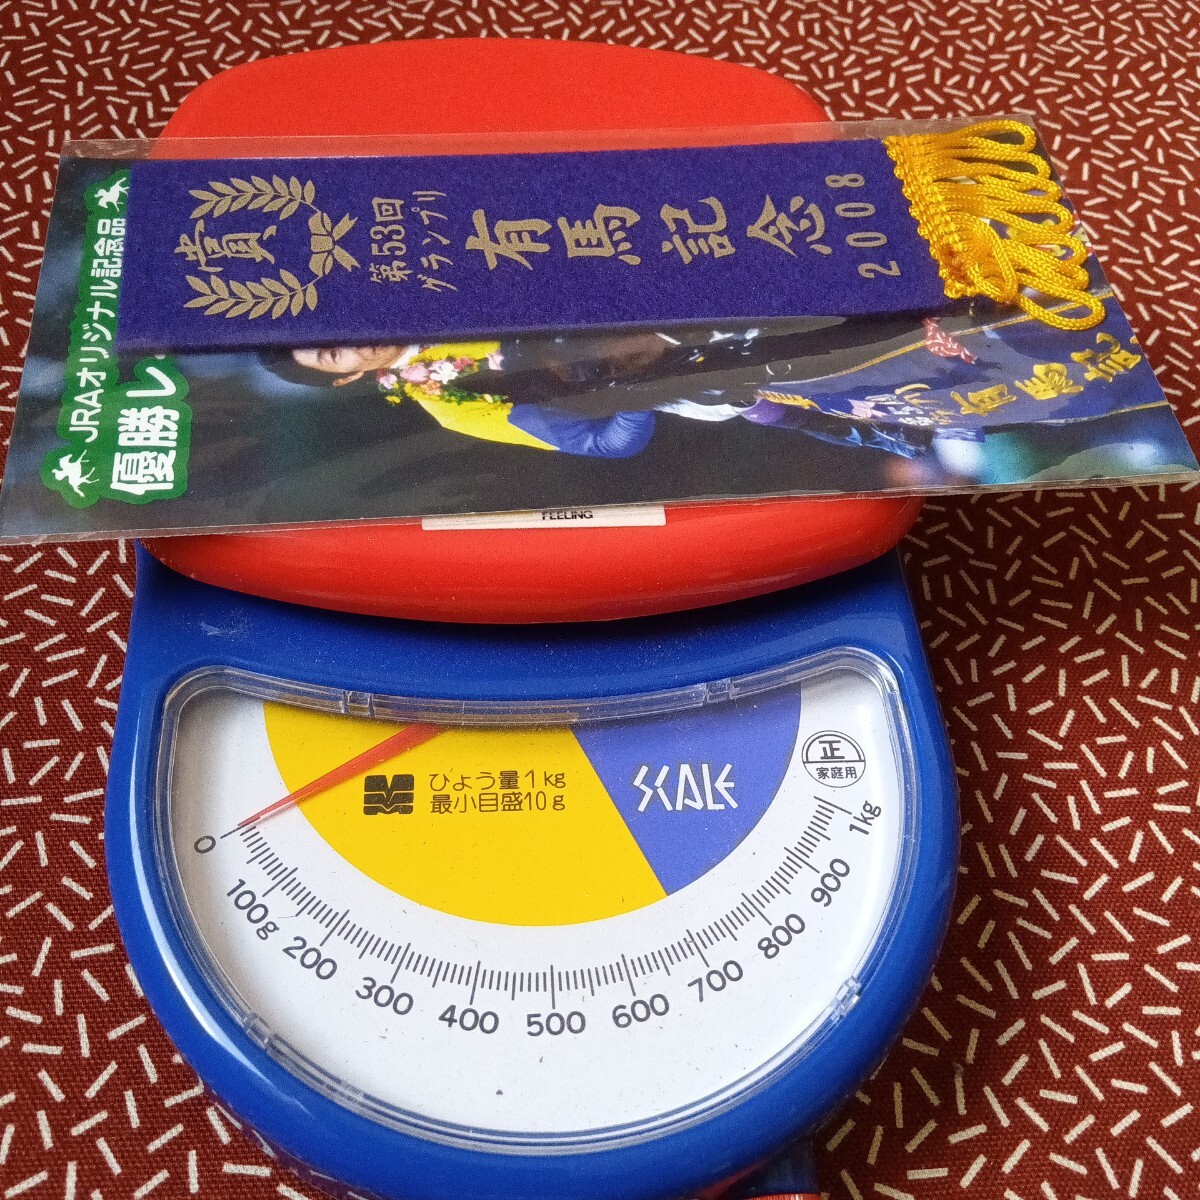 賞
第53回
グランプリ
有馬記念
2008
JRAオリジナル記念品
優勝レ
有馬記
FEELING
ひょう量1kg
最小目盛10g
SCALE
正
家庭用
0
100g
200
300
400
500
600
700
800
900
1kg